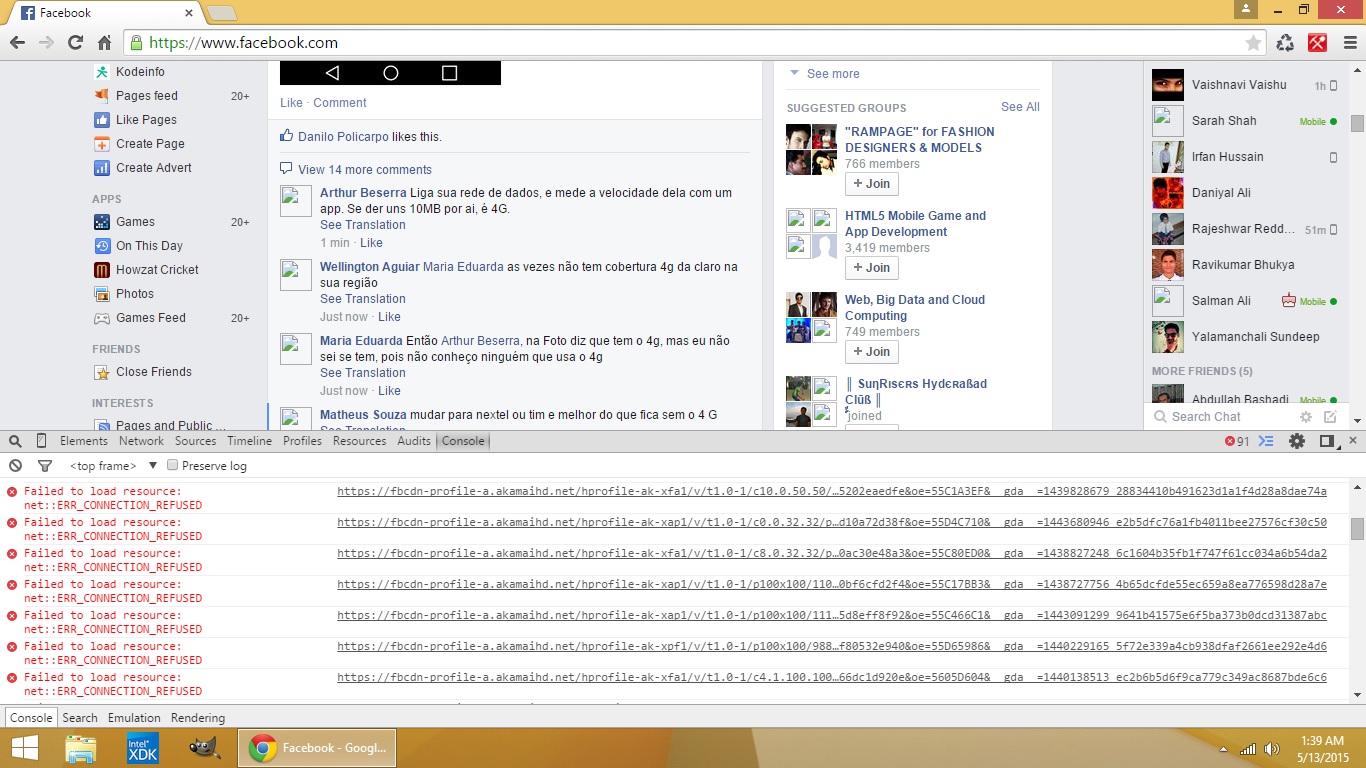 Facebook
https://www.facebook.com
Kodeinfo
Pages feed 20+
Like Pages
Create Page
Create Advert
APPS
Games 20+
On This Day
Howzat Cricket
Photos
Games Feed 20+
FRIENDS
Close Friends
INTERESTS
Pages and Public ...
Like · Comment
Danilo Policarpo likes this.
View 14 more comments
Arthur Beserra Liga sua rede de dados, e mede a velocidade dela com um
app. Se der uns 10MB por ai, é 4G.
See Translation
1 min · Like
Wellington Aguiar Maria Eduarda as vezes não tem cobertura 4g da claro na
sua região
See Translation
Just now · Like
Maria Eduarda Então Arthur Beserra, na Foto diz que tem o 4g, mas eu não
sei se tem, pois não conheço ninguém que usa o 4g
See Translation
Just now · Like
Matheus Souza mudar para nextel ou tim e melhor do que fica sem o 4 G
See Translation
See more
SUGGESTED GROUPS See All
"RAMPAGE" for FASHION
DESIGNERS & MODELS
766 members
+ Join
HTML5 Mobile Game and
App Development
3,419 members
+ Join
Web, Big Data and Cloud
Computing
749 members
+ Join
║ SuηRιsєrs Hydєraßad
Clüß ║
joined
Vaishnavi Vaishu 1h
Sarah Shah Mobile
Irfan Hussain
Daniyal Ali
Rajeshwar Redd... 51m
Ravikumar Bhukya
Salman Ali Mobile
Yalamanchali Sundeep
MORE FRIENDS (5)
Abdullah Bashadi Mobile
Search Chat
Elements Network Sources Timeline Profiles Resources Audits Console 91
<top frame> ▼ Preserve log
Failed to load resource: https://fbcdn-profile-a.akamaihd.net/hprofile-ak-xfa1/v/t1.0-1/c10.0.50.50/…5202eaedfe&oe=55C1A3EF&__gda__=1439828679_28834410b491623d1a1f4d28a8dae74a
net::ERR_CONNECTION_REFUSED
Failed to load resource: https://fbcdn-profile-a.akamaihd.net/hprofile-ak-xap1/v/t1.0-1/c0.0.32.32/p…d10a72d38f&oe=55D4C710&__gda__=1443680946_e2b5dfc76a1fb4011bee27576cf30c50
net::ERR_CONNECTION_REFUSED
Failed to load resource: https://fbcdn-profile-a.akamaihd.net/hprofile-ak-xfa1/v/t1.0-1/c8.0.32.32/p…0ac30e48a3&oe=55C80ED0&__gda__=1438827248_6c1604b35fb1f747f61cc034a6b54da2
net::ERR_CONNECTION_REFUSED
Failed to load resource: https://fbcdn-profile-a.akamaihd.net/hprofile-ak-xap1/v/t1.0-1/p100x100/110…0bf6cfd2f4&oe=55C17BB3&__gda__=1438727756_4b65dcfde55ec659a8ea776598d28a7e
net::ERR_CONNECTION_REFUSED
Failed to load resource: https://fbcdn-profile-a.akamaihd.net/hprofile-ak-xap1/v/t1.0-1/p100x100/111…5d8eff8f92&oe=55C466C1&__gda__=1443091299_9641b41575e6f5ba373b0dcd31387abc
net::ERR_CONNECTION_REFUSED
Failed to load resource: https://fbcdn-profile-a.akamaihd.net/hprofile-ak-xpf1/v/t1.0-1/p100x100/988…f80532e940&oe=55D65986&__gda__=1440229165_5f72e339a4cb938dfaf2661ee292e4d6
net::ERR_CONNECTION_REFUSED
Failed to load resource: https://fbcdn-profile-a.akamaihd.net/hprofile-ak-xfa1/v/t1.0-1/c4.1.100.100…66dc1d920e&oe=5605D604&__gda__=1440138513_ec2b6b5d6f9ca779c349ac8687bde6c6
net::ERR_CONNECTION_REFUSED
Console Search Emulation Rendering
Intel®
XDK
Facebook - Googl...
1:39 AM
5/13/2015